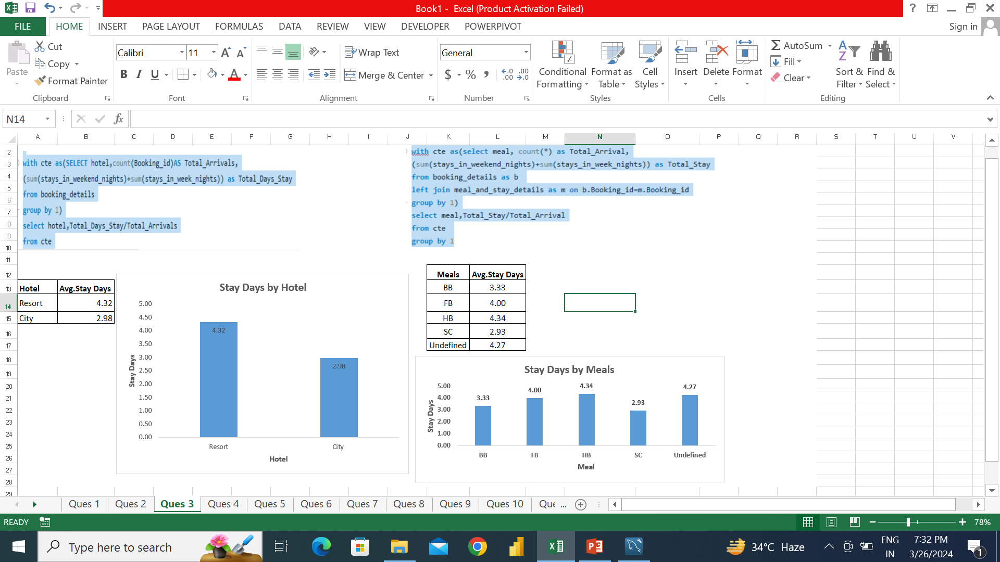 Book1 - Excel (Product Activation Failed)
FILE HOME INSERT PAGE LAYOUT FORMULAS DATA REVIEW VIEW DEVELOPER POWERPIVOT Sign in
Paste
Cut
Copy
Format Painter
Clipboard
Calibri 11
B I U
Font
Wrap Text
Merge & Center
Alignment
General
$ % ,
Number
Conditional Formatting
Format as Table
Cell Styles
Styles
Insert Delete Format
Cells
AutoSum
Fill
Clear
Sort & Filter
Find & Select
Editing
N14
fx
A B C D E F G H I J K L M N O P Q R S T U V
2
3
4
5
6
7
8
9
10
11
12
13
14
15
16
17
18
19
20
21
22
23
24
25
26
27
28
29
with cte as(SELECT hotel,count(Booking_id)AS Total_Arrivals,
(sum(stays_in_weekend_nights)+sum(stays_in_week_nights)) as Total_Days_Stay
from booking_details
group by 1)
select hotel,Total_Days_Stay/Total_Arrivals
from cte
with cte as(select meal, count(*) as Total_Arrival,
(sum(stays_in_weekend_nights)+sum(stays_in_week_nights)) as Total_Stay
from booking_details as b
left join meal_and_stay_details as m on b.Booking_id=m.Booking_id
group by 1)
select meal,Total_Stay/Total_Arrival
from cte
group by 1
Hotel Avg.Stay Days
Resort 4.32
City 2.98
Stay Days by Hotel
5.00
4.50
4.00
3.50
3.00
2.50
2.00
1.50
1.00
0.50
0.00
Stay Days
4.32
2.98
Resort City
Hotel
Meals Avg.Stay Days
BB 3.33
FB 4.00
HB 4.34
SC 2.93
Undefined 4.27
Stay Days by Meals
5.00
4.00
3.00
2.00
1.00
0.00
Stay Days
3.33 4.00 4.34 2.93 4.27
BB FB HB SC Undefined
Meal
Ques 1 Ques 2 Ques 3 Ques 4 Ques 5 Ques 6 Ques 7 Ques 8 Ques 9 Ques 10 Que ...
READY 78%
Type here to search
34°C Haze
ENG
IN
7:32 PM
3/26/2024
1